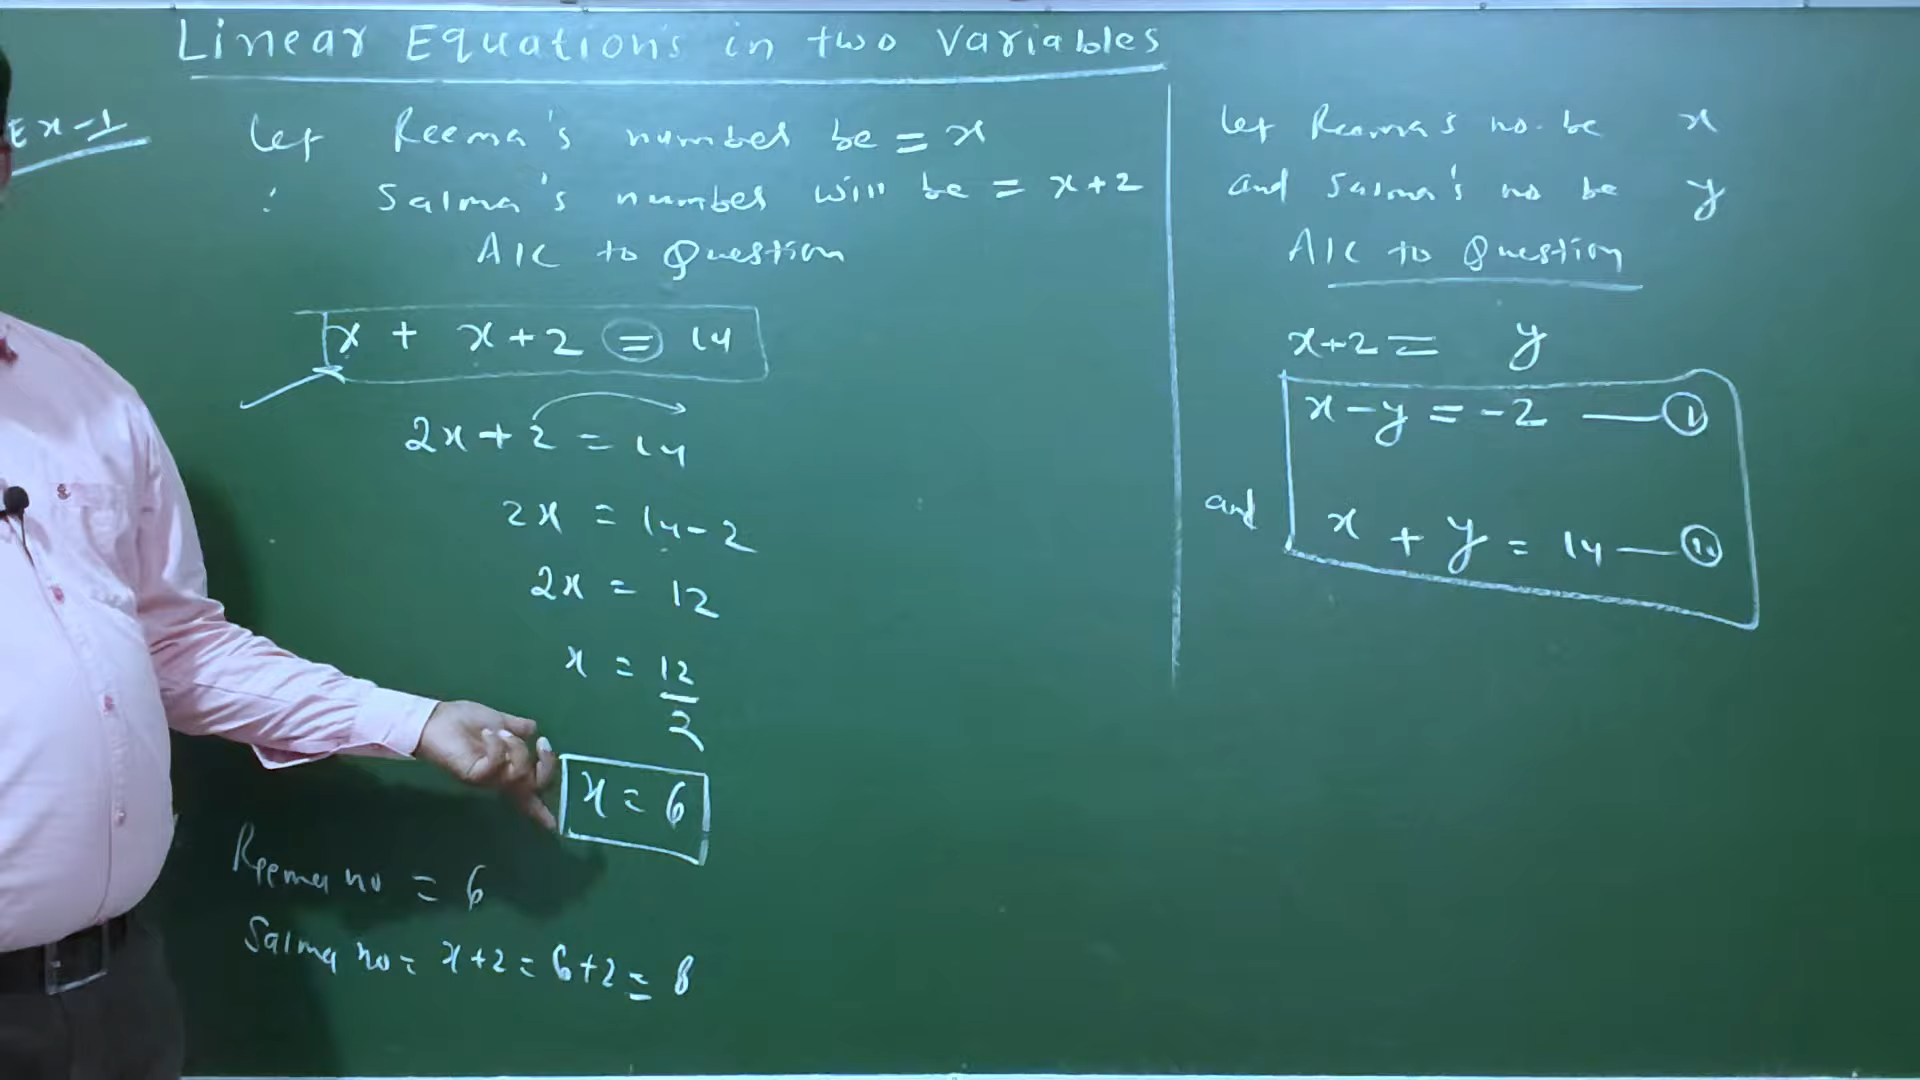 Linear Equations in two variables
Ex-1
Let Reema's number be = x
∴ Salma's number will be = x+2
A/C to Question
x + x+2 = 14
2x+2 = 14
2x = 14-2
2x = 12
x = 12/2
x = 6
Reema no = 6
Salma no = x+2 = 6+2 = 8
Let Reema's no. be x
and Salma's no be y
A/C to Question
x+2 = y
x-y = -2 — (i)
and x + y = 14 — (ii)